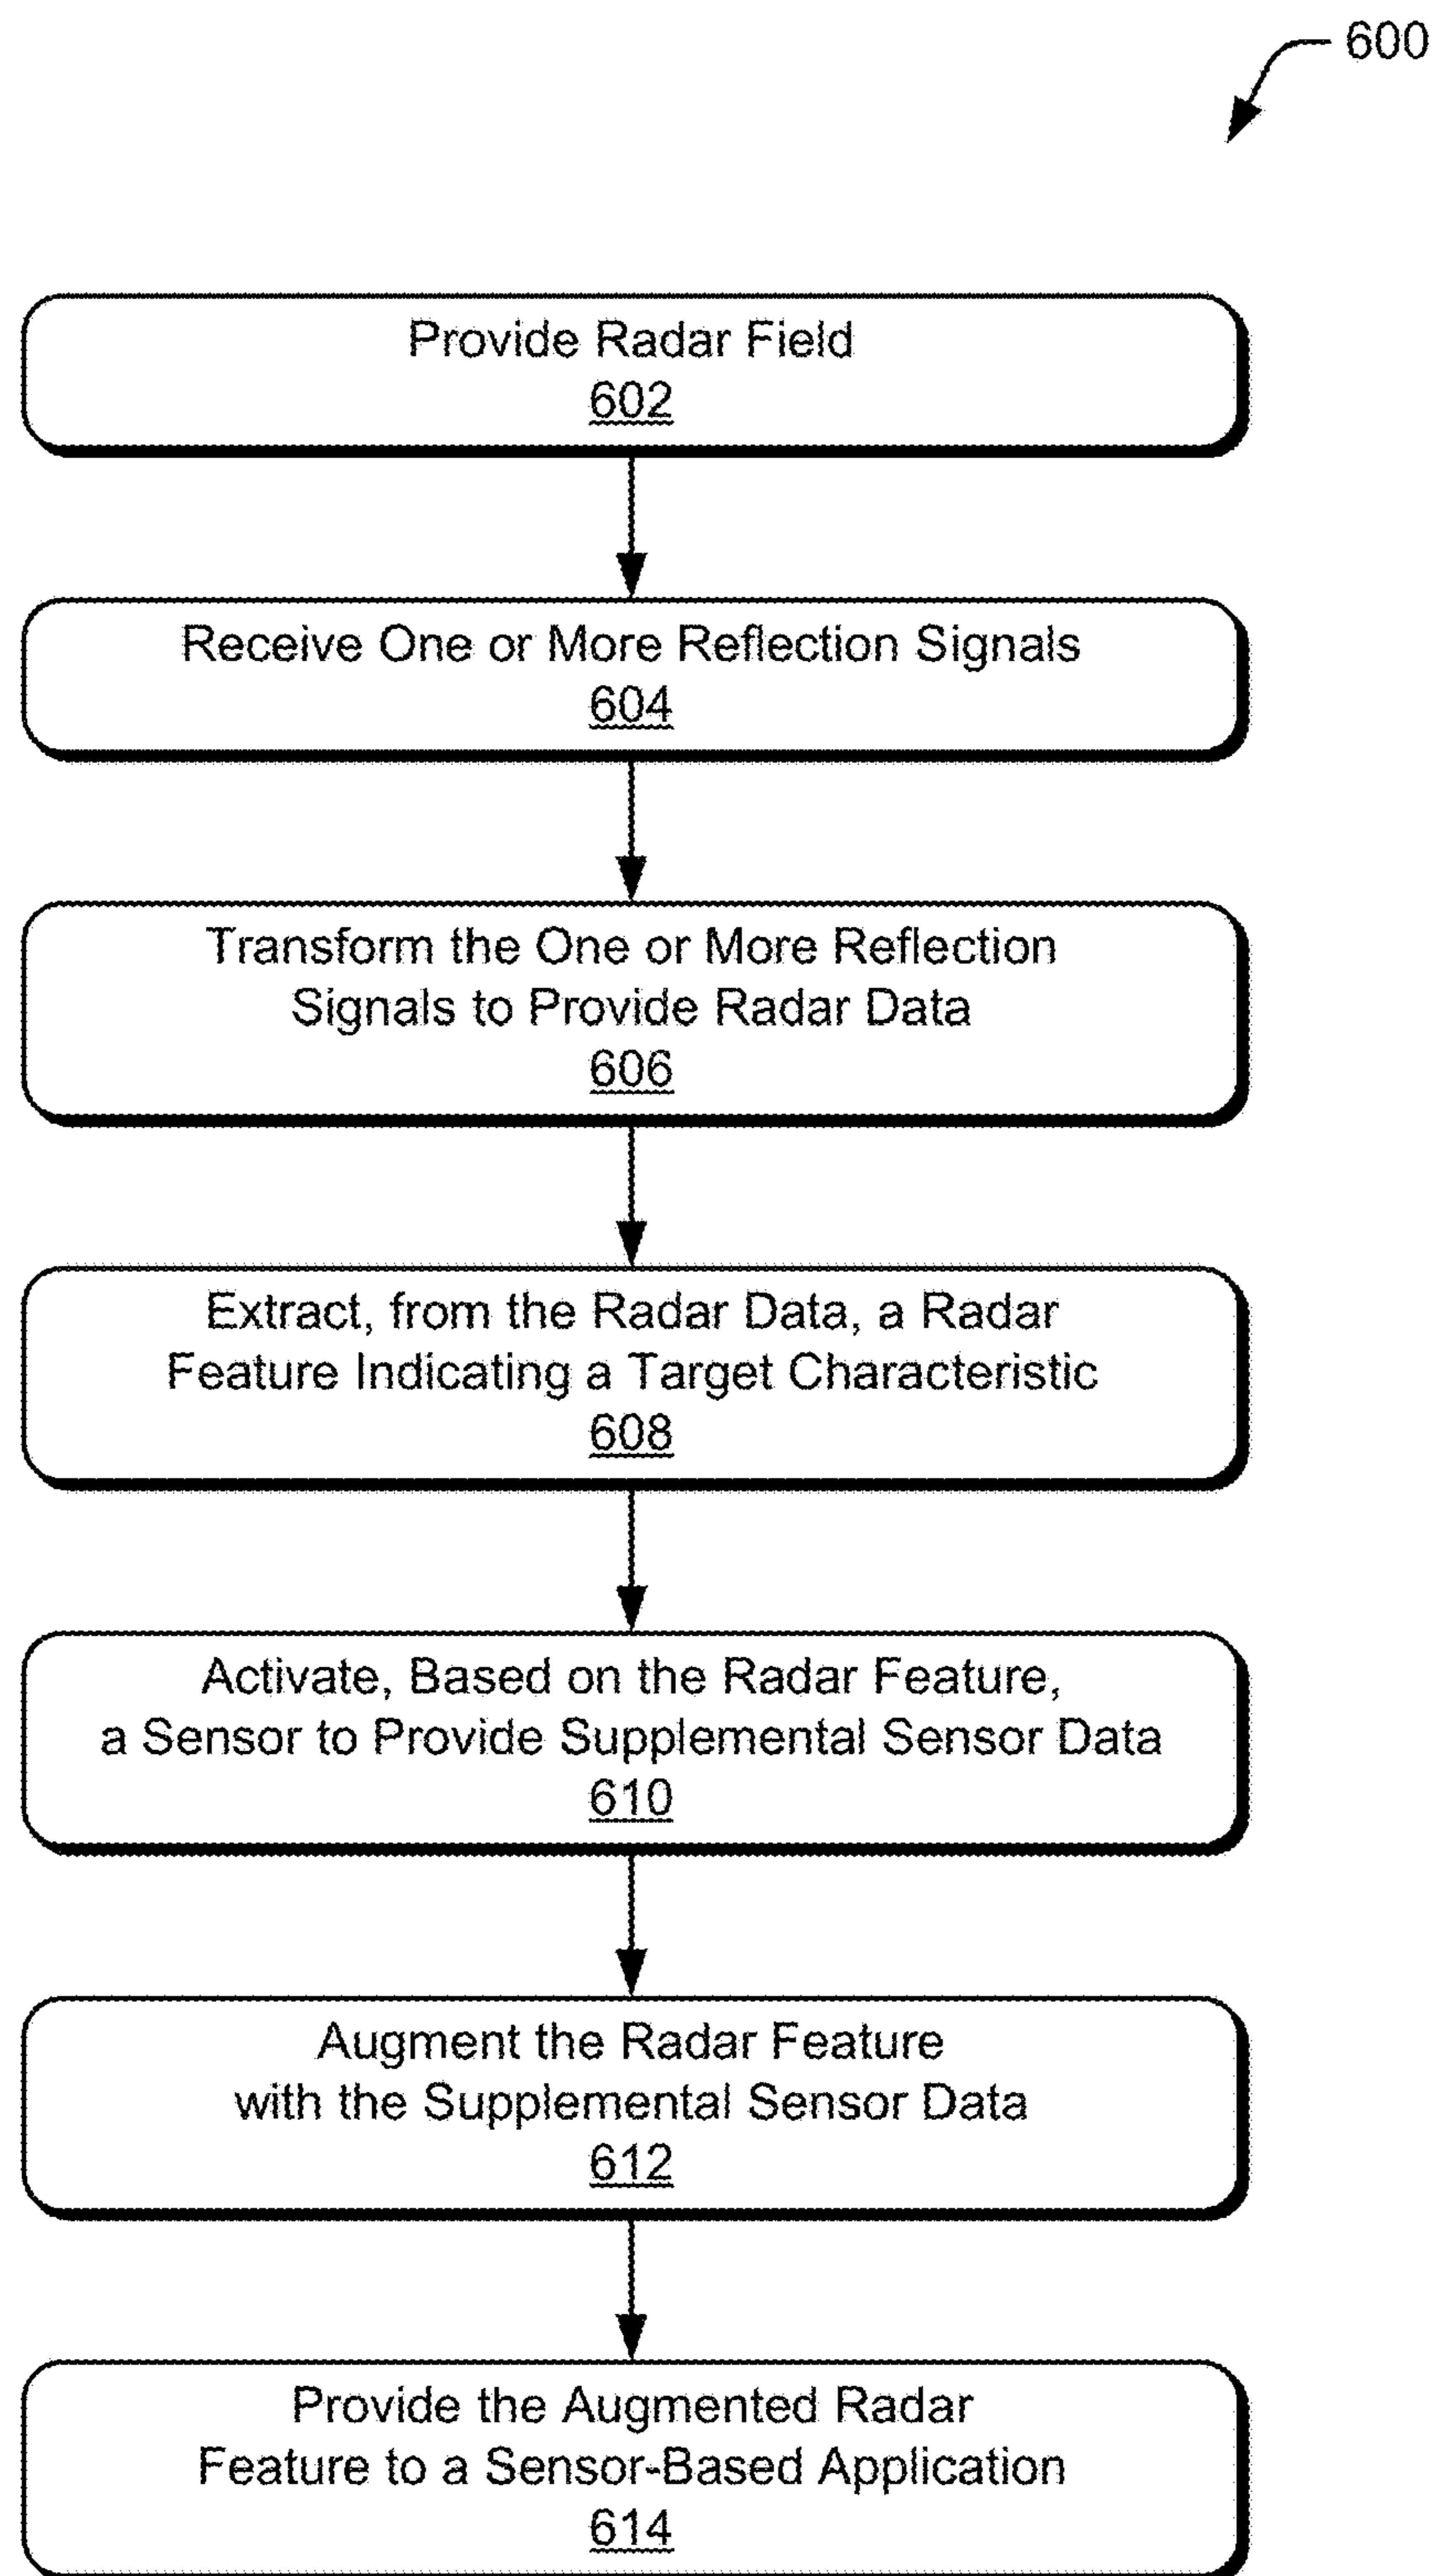 600
Provide Radar Field
602
Receive One or More Reflection Signals
604
Transform the One or More Reflection
Signals to Provide Radar Data
606
Extract, from the Radar Data, a Radar
Feature Indicating a Target Characteristic
608
Activate, Based on the Radar Feature,
a Sensor to Provide Supplemental Sensor Data
610
Augment the Radar Feature
with the Supplemental Sensor Data
612
Provide the Augmented Radar
Feature to a Sensor-Based Application
614